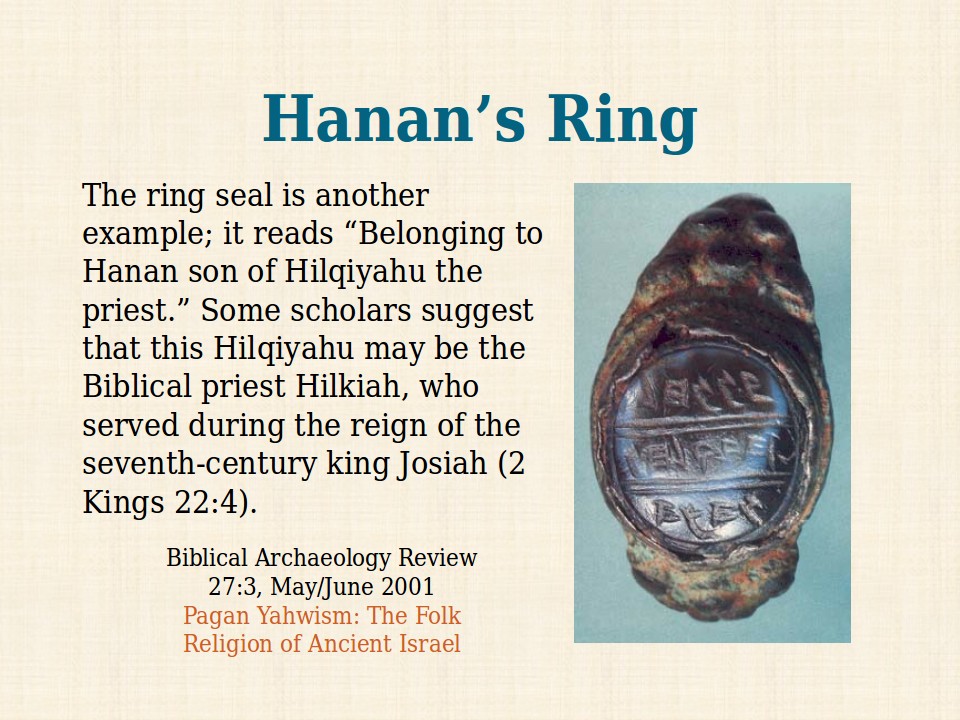 Hanan’s Ring
The ring seal is another
example; it reads “Belonging to
Hanan son of Hilqiyahu the
priest.” Some scholars suggest
that this Hilqiyahu may be the
Biblical priest Hilkiah, who
served during the reign of the
seventh-century king Josiah (2
Kings 22:4).
Biblical Archaeology Review
27:3, May/June 2001
Pagan Yahwism: The Folk
Religion of Ancient Israel